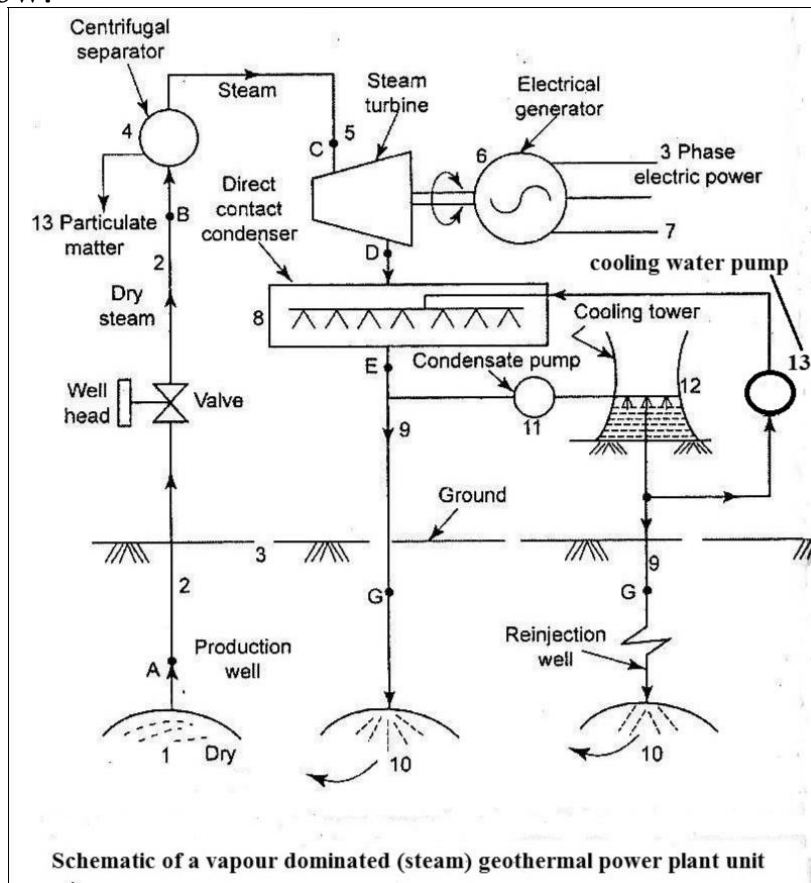 Centrifugal
separator
Steam
4
Steam
turbine
Electrical
generator
5
C
6
3 Phase
electric power
7
Direct
contact
condenser
B
13 Particulate
matter
2
D
cooling water pump
Dry
steam
8
Cooling tower
13
E
Condensate pump
12
Well
head
Valve
9
11
Ground
3
2
9
G
G
Production
well
A
Reinjection
well
Dry
1
10
10
Schematic of a vapour dominated (steam) geothermal power plant unit